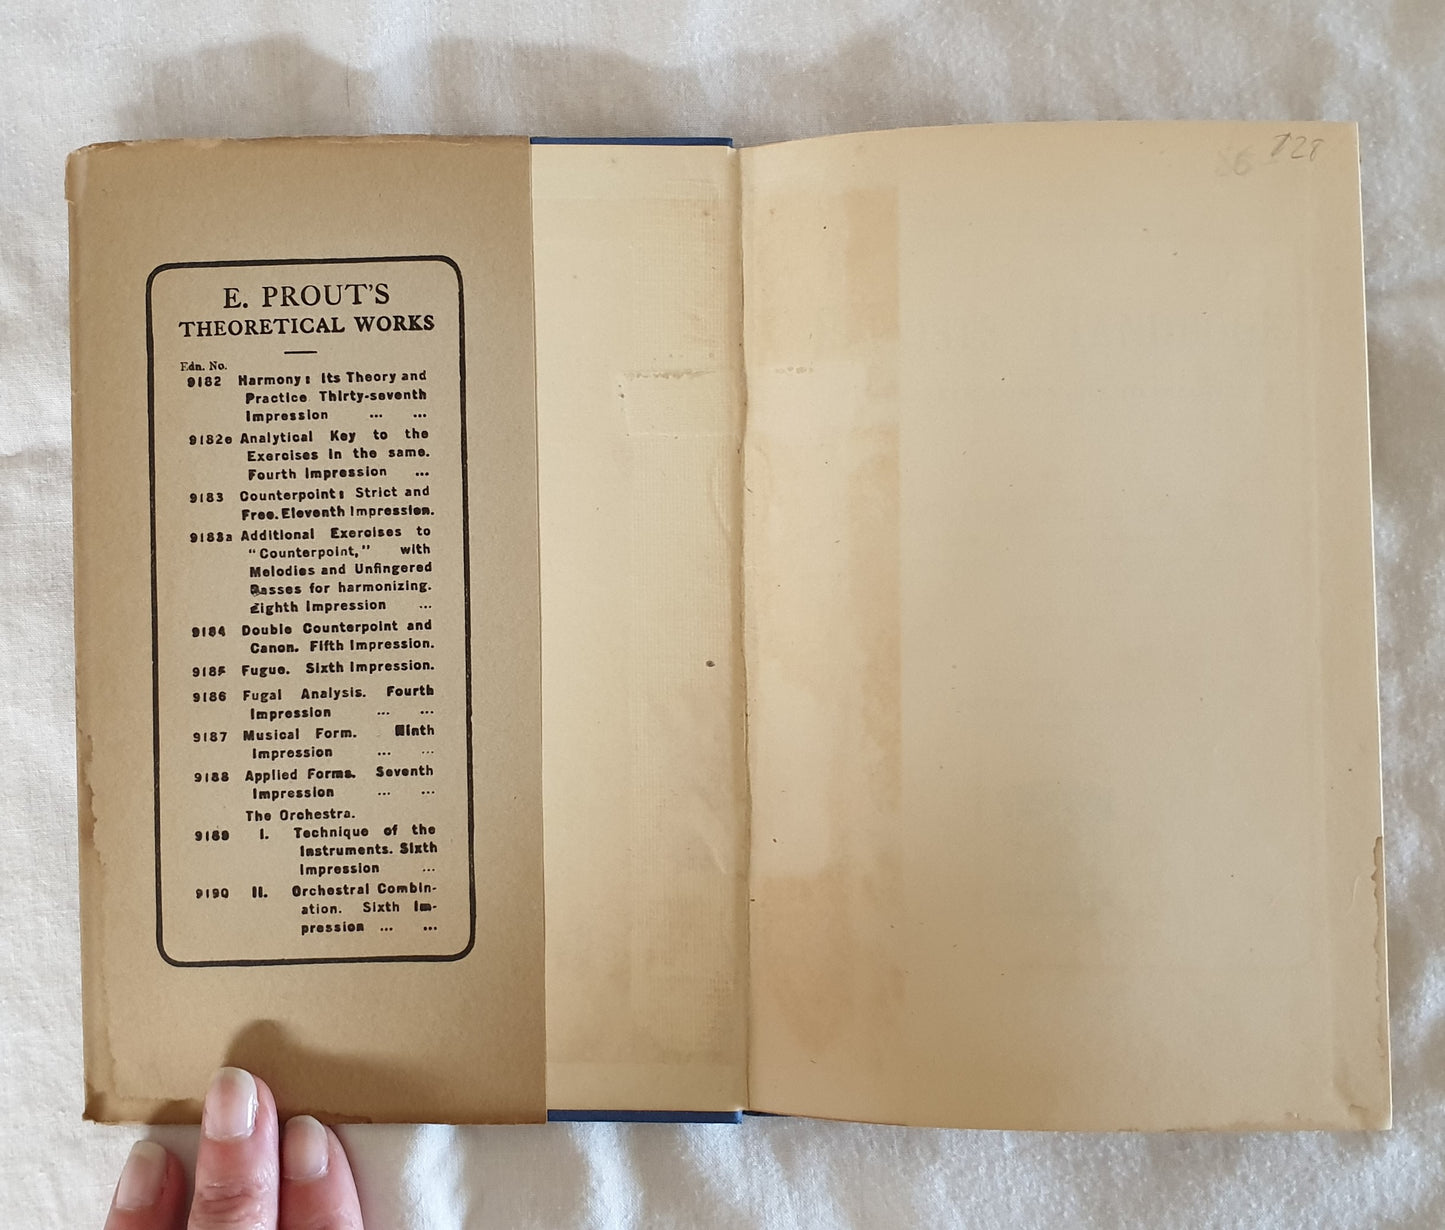 E. PROUT'S
THEORETICAL WORKS
Edn. No.
9182 Harmony: Its Theory and
Practice Thirty-seventh
Impression ... ...
9182e Analytical Key to the
Exercises in the same.
Fourth Impression ...
9183 Counterpoint: Strict and
Free. Eleventh Impression.
9183a Additional Exercises to
"Counterpoint," with
Melodies and Unfingered
Basses for harmonizing.
Eighth Impression ...
9184 Double Counterpoint and
Canon. Fifth Impression.
9185 Fugue. Sixth Impression.
9186 Fugal Analysis. Fourth
Impression ... ...
9187 Musical Form. Ninth
Impression ... ...
9188 Applied Forms. Seventh
Impression ... ...
The Orchestra.
9189 I. Technique of the
Instruments. Sixth
Impression ...
9190 II. Orchestral Combin-
ation. Sixth Im-
pression ... ...